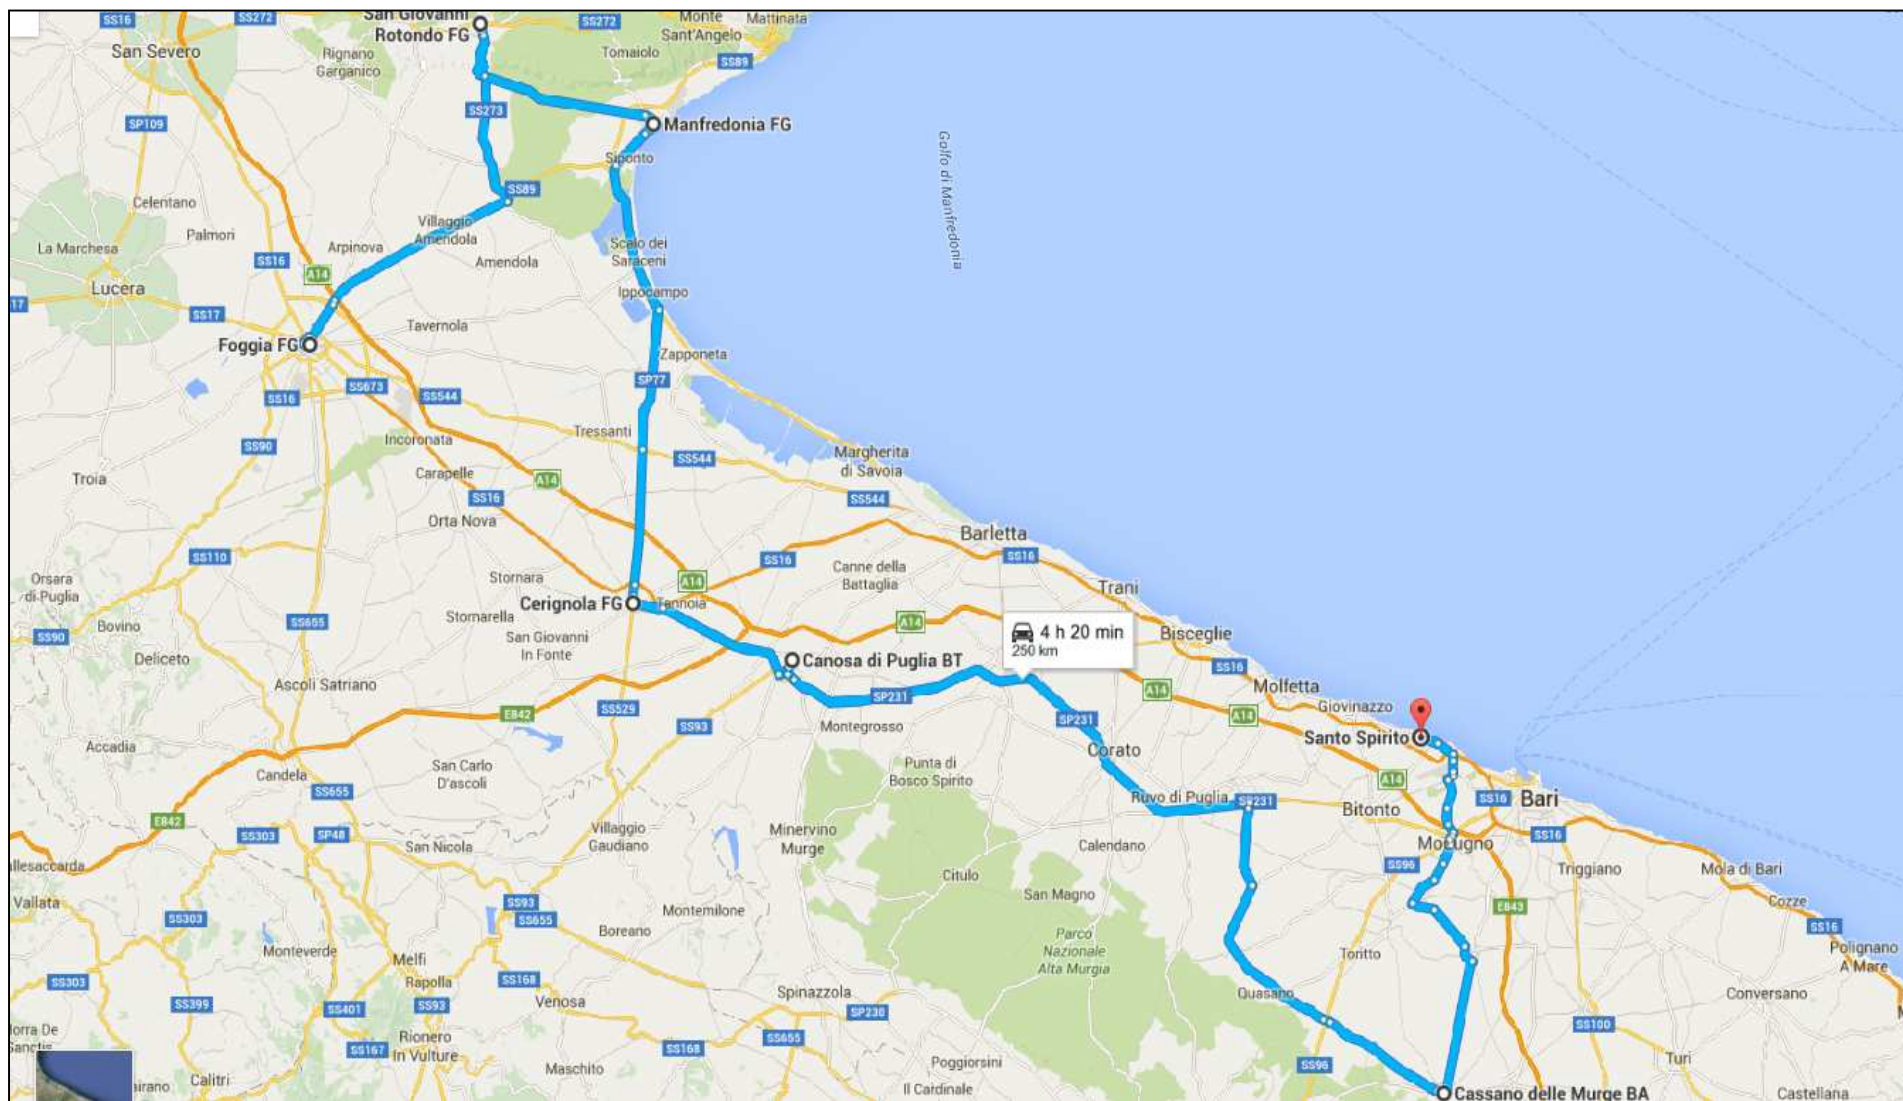 SS16
SS272
San Giovanni
Rotondo FG
SS272
Monte
Sant'Angelo
Mattinata
San Severo
Rignano
Garganico
Tomaiolo
SS89
SP109
SS273
Manfredonia FG
Siponto
SS89
Celentano
Palmori
Villaggio
Amendola
Arpinova
La Marchesa
SS16
A14
Amendola
Scalo dei
Saraceni
Golfo di Manfredonia
Lucera
17
SS17
Ippocampo
Tavernola
Foggia FG
Zapponeta
SS673
SP77
SS16
SS544
Incoronata
Tressanti
SS90
SS544
Margherita
di Savoia
Troia
Carapelle
A14
SS16
SS544
Orta Nova
Barletta
SS16
SS110
SS16
Canne della
Battaglia
Orsara
di Puglia
Stornara
A14
Trani
Cerignola FG
Tannoia
Stornarella
SS655
A14
4 h 20 min
250 km
Bisceglie
SS90
Bovino
San Giovanni
In Fonte
Deliceto
Canosa di Puglia BT
SS16
Ascoli Satriano
SP231
A14
Molfetta
E842
SS529
SS93
Montegrosso
SP231
A14
Giovinazzo
Santo Spirito
Accadia
Corato
Candela
San Carlo
D'ascoli
Punta di
Bosco Spirito
A14
SS655
Ruvo di Puglia
SP231
Bitonto
SS16
Bari
E842
SS303
SP48
San Nicola
Villaggio
Gaudiano
Minervino
Murge
Calendano
Modugno
SS16
allesaccarda
SS96
Triggiano
Mola di Bari
Vallata
Citulo
San Magno
SS303
SS93
SS655
Montemilone
E843
Cozze
Boreano
Parco
Nazionale
Alta Murgia
SS16
Monteverde
Melfi
Toritto
Polignano
A Mare
SS303
Rapolla
SS168
Quasano
Conversano
SS399
SS401
SS93
Venosa
Spinazzola
SP230
SS100
Rionero
In Vulture
SS167
SS168
SS655
Turi
Maschito
Poggiorsini
SS96
Calitri
Il Cardinale
Cassano delle Murge BA
Castellana